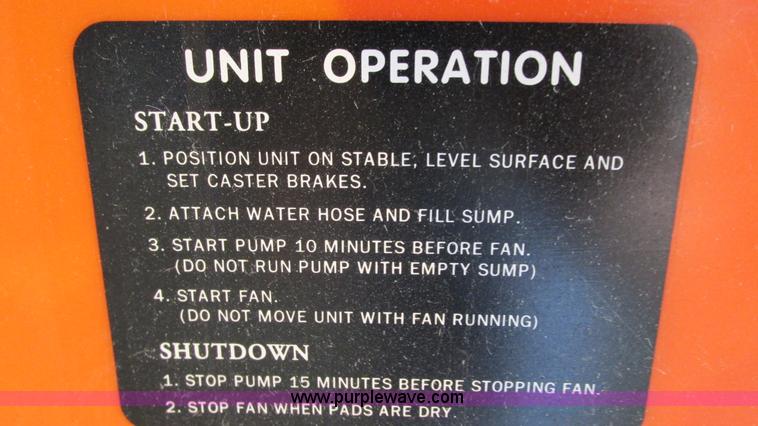 UNIT OPERATION
START-UP
1. POSITION UNIT ON STABLE, LEVEL SURFACE AND
SET CASTER BRAKES.
2. ATTACH WATER HOSE AND FILL SUMP.
3. START PUMP 10 MINUTES BEFORE FAN.
(DO NOT RUN PUMP WITH EMPTY SUMP)
4. START FAN.
(DO NOT MOVE UNIT WITH FAN RUNNING)
SHUTDOWN
1. STOP PUMP 15 MINUTES BEFORE STOPPING FAN.
www.purplewave.com
2. STOP FAN WHEN PADS ARE DRY.